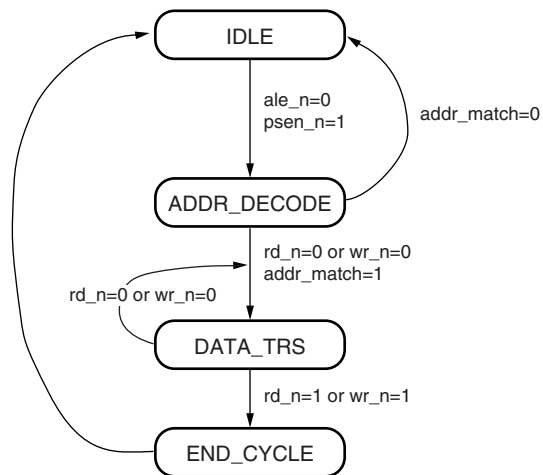 IDLE
ale_n=0
psen_n=1
addr_match=0
ADDR_DECODE
rd_n=0 or wr_n=0
addr_match=1
rd_n=0 or wr_n=0
DATA_TRS
rd_n=1 or wr_n=1
END_CYCLE